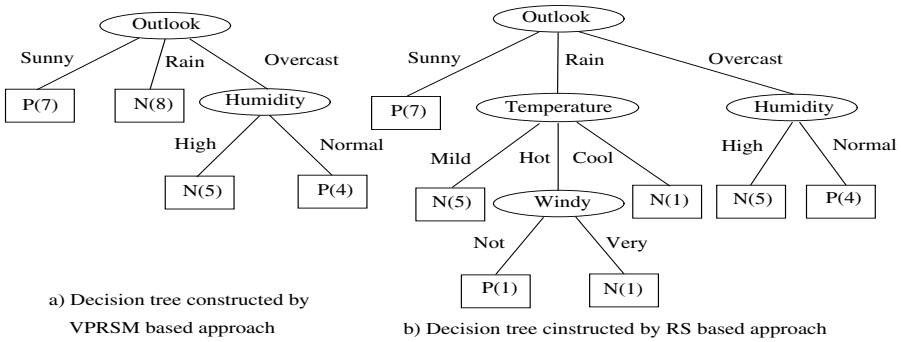 Outlook
Sunny
Rain
Overcast
P(7)
N(8)
Humidity
High
Normal
N(5)
P(4)
a) Decision tree constructed by
VPRSM based approach
Outlook
Sunny
Rain
Overcast
P(7)
Temperature
Humidity
Mild
Hot
Cool
High
Normal
N(5)
Windy
N(1)
N(5)
P(4)
Not
Very
P(1)
N(1)
b) Decision tree cinstructed by RS based approach